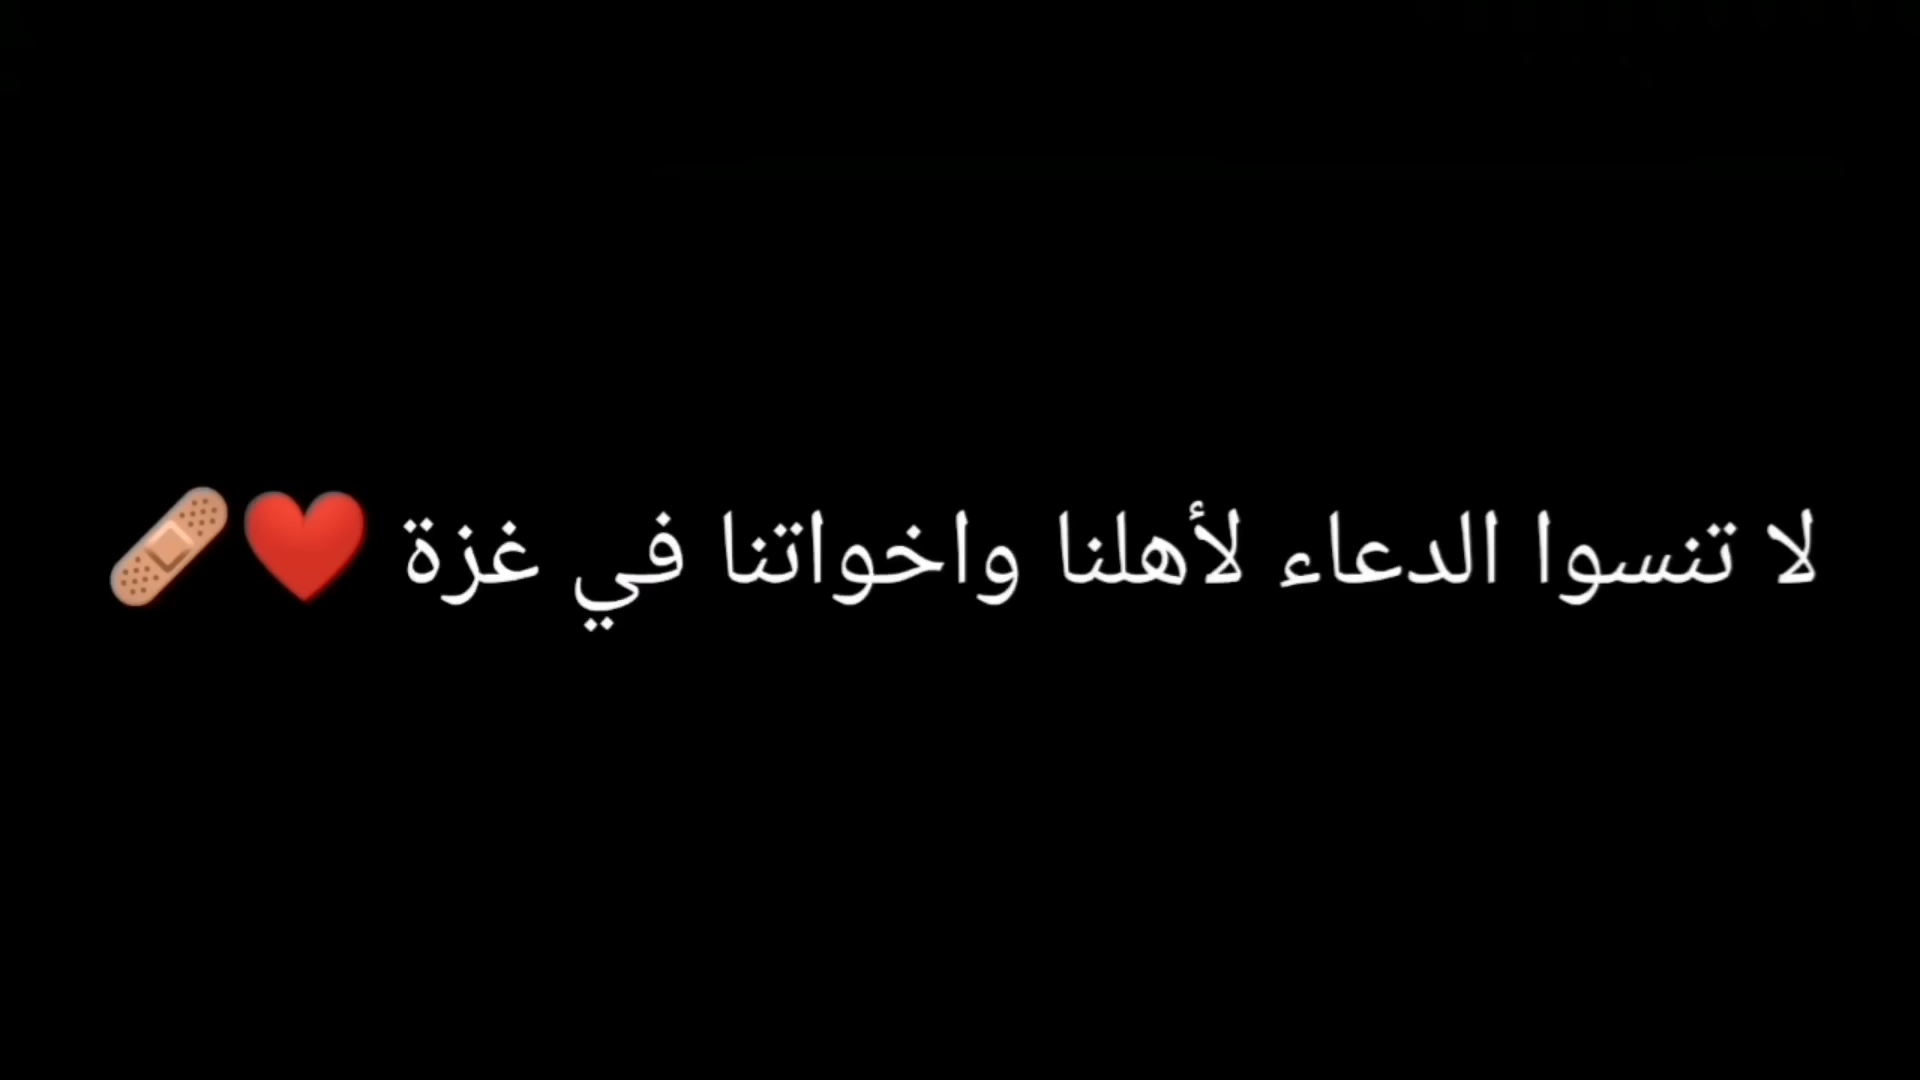 لا تنسوا الدعاء لأهلنا واخواتنا في غزة ❤️🩹